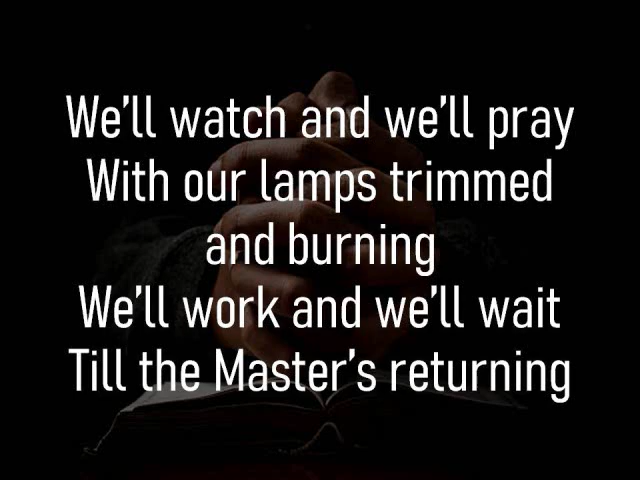 We'll watch and we'll pray
With our lamps trimmed
and burning
We'll work and we'll wait
Till the Master's returning